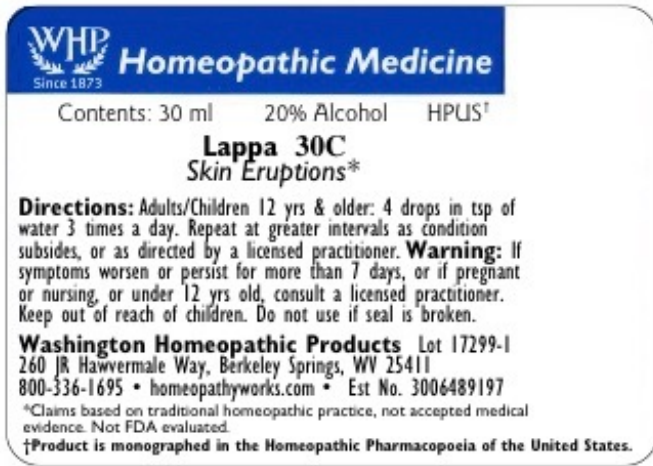 WHP
Since 1873
Homeopathic Medicine
Contents: 30 ml 20% Alcohol HPUS†
Lappa 30C
Skin Eruptions*
Directions: Adults/Children 12 yrs & older: 4 drops in tsp of
water 3 times a day. Repeat at greater intervals as condition
subsides, or as directed by a licensed practitioner. Warning: If
symptoms worsen or persist for more than 7 days, or if pregnant
or nursing, or under 12 yrs old, consult a licensed practitioner.
Keep out of reach of children. Do not use if seal is broken.
Washington Homeopathic Products Lot 17299-1
260 JR Hawvermale Way, Berkeley Springs, WV 25411
800-336-1695 • homeopathyworks.com • Est No. 3006489197
*Claims based on traditional homeopathic practice, not accepted medical
evidence. Not FDA evaluated.
†Product is monographed in the Homeopathic Pharmacopoeia of the United States.